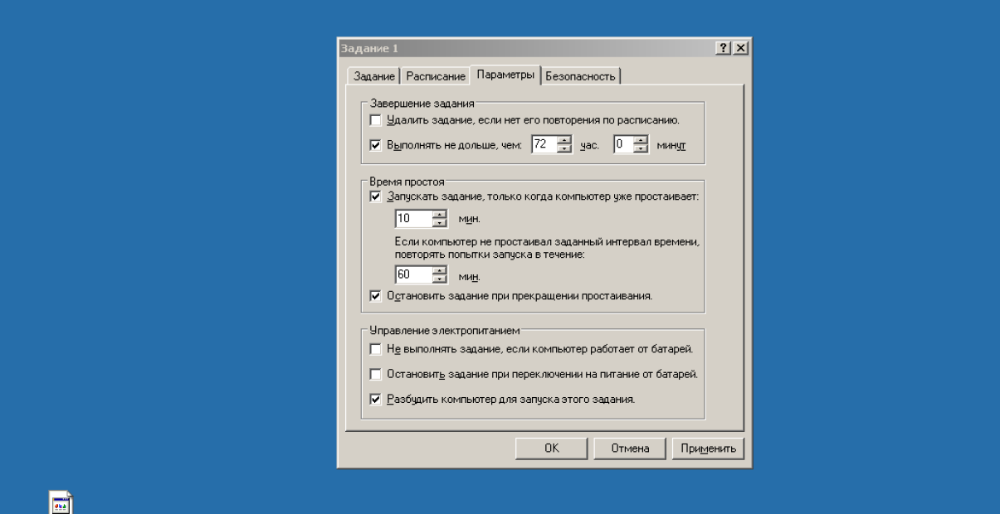 Задание 1
Задание Расписание Параметры Безопасность
Завершение задания
Удалить задание, если нет его повторения по расписанию.
Выполнять не дольше, чем: 72 час. 0 минут
Время простоя
Запускать задание, только когда компьютер уже простаивает:
10 мин.
Если компьютер не простаивал заданный интервал времени,
повторять попытки запуска в течение:
60 мин.
Остановить задание при прекращении простаивания.
Управление электропитанием
Не выполнять задание, если компьютер работает от батарей.
Остановить задание при переключении на питание от батарей.
Разбудить компьютер для запуска этого задания.
OK Отмена Применить